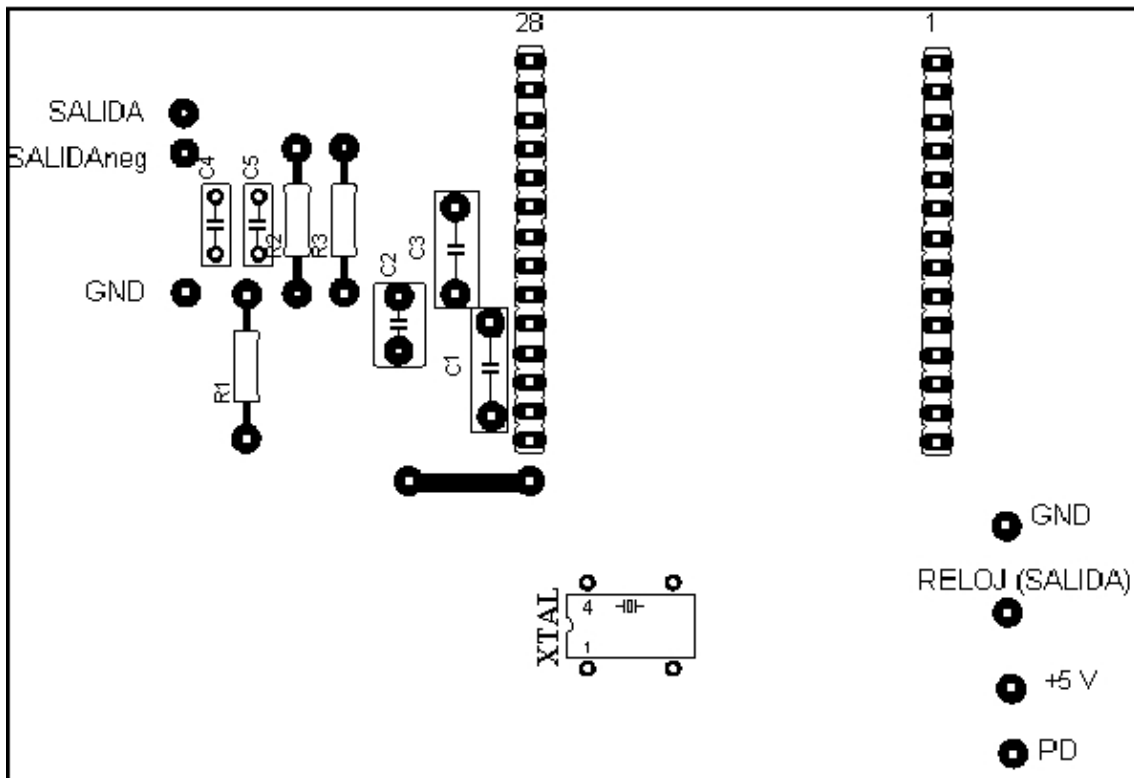 28
1
SALIDA
SALIDAneg
C4
C5
R2
R3
C3
C2
GND
C1
R1
GND
RELOJ (SALIDA)
XTAL
4
1
+5 V
PD